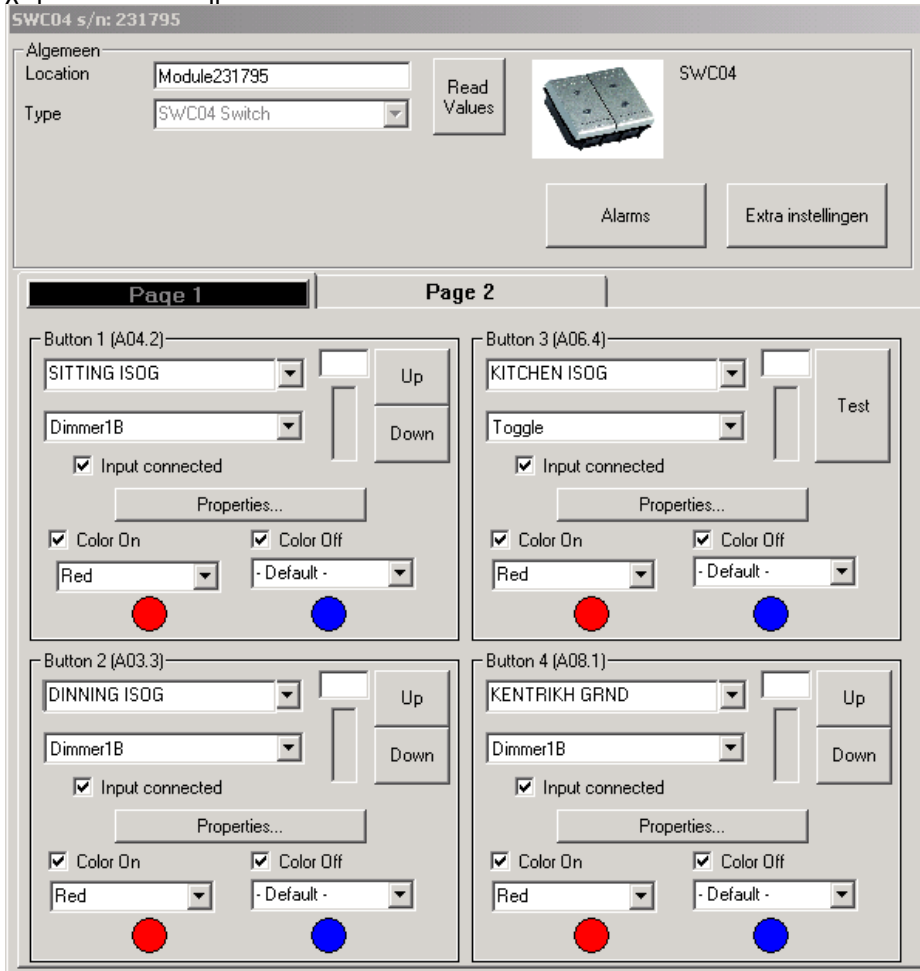 SWC04 s/n: 231795
Algemeen
Location Module231795 Read Values SWC04
Type SWC04 Switch
Alarms Extra instellingen
Page 1 Page 2
Button 1 (A04.2)
SITTING ISOG
Up
Dimmer1B
Down
Input connected
Properties...
Color On Color Off
Red - Default -
Button 3 (A06.4)
KITCHEN ISOG
Test
Toggle
Input connected
Properties...
Color On Color Off
Red - Default -
Button 2 (A03.3)
DINNING ISOG
Up
Dimmer1B
Down
Input connected
Properties...
Color On Color Off
Red - Default -
Button 4 (A08.1)
KENTRIKH GRND
Up
Dimmer1B
Down
Input connected
Properties...
Color On Color Off
Red - Default -